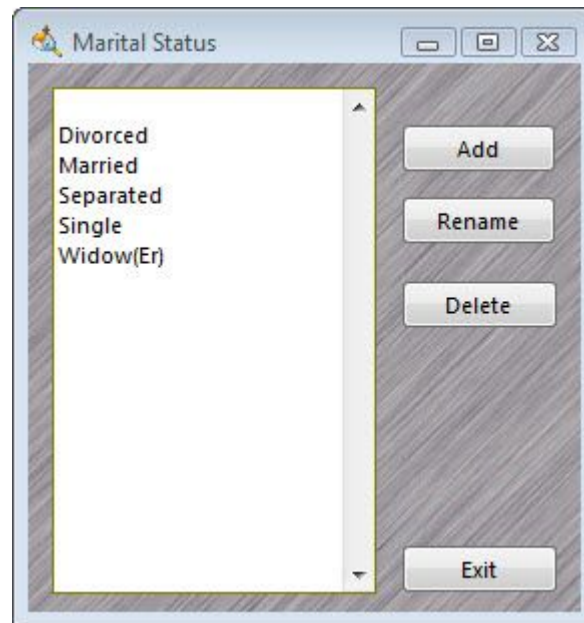 Marital Status
Divorced
Married
Separated
Single
Widow(Er)
Add
Rename
Delete
Exit